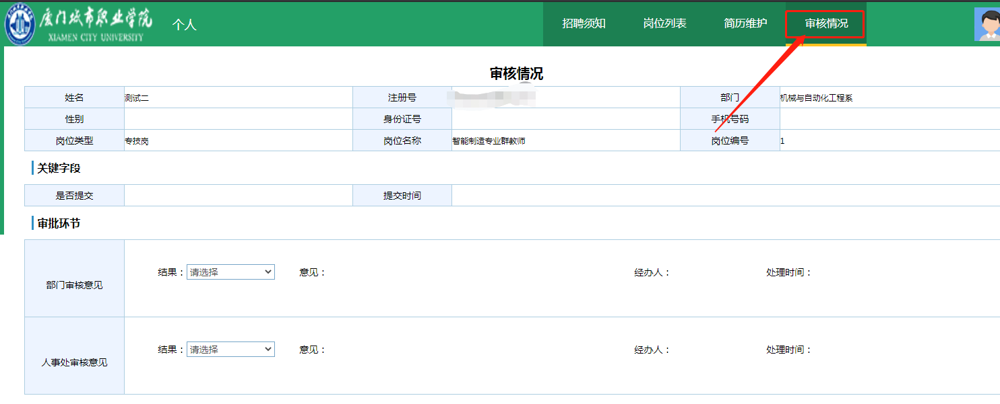 厦门城市职业学院
XIAMEN CITY UNIVERSITY
个人
招聘须知 岗位列表 简历维护 审核情况
审核情况
姓名 测试二 注册号 部门 机械与自动化工程系
性别 身份证号 手机号码
岗位类型 专技岗 岗位名称 智能制造专业群教师 岗位编号 1
关键字段
是否提交 提交时间
审批环节
部门审核意见 结果： 请选择 意见： 经办人： 处理时间：
人事处审核意见 结果： 请选择 意见： 经办人： 处理时间：